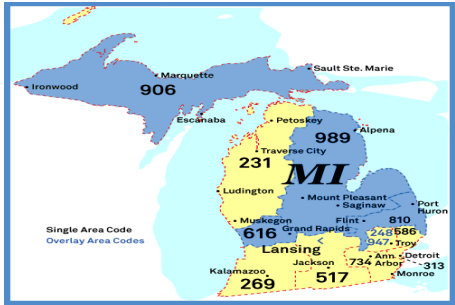 Sault Ste. Marie
Marquette
Ironwood
906
Escanaba
Petoskey
989
Alpena
Traverse City
231
MI
Ludington
Mount Pleasant
Saginaw
Port
Huron
Muskegon
Flint
810
616
Grand Rapids
248
586
Single Area Code
Overlay Area Codes
947
Troy
Lansing
<
Ann
Arbor
Detroit
734
313
Jackson
Kalamazoo
517
Monroe
269